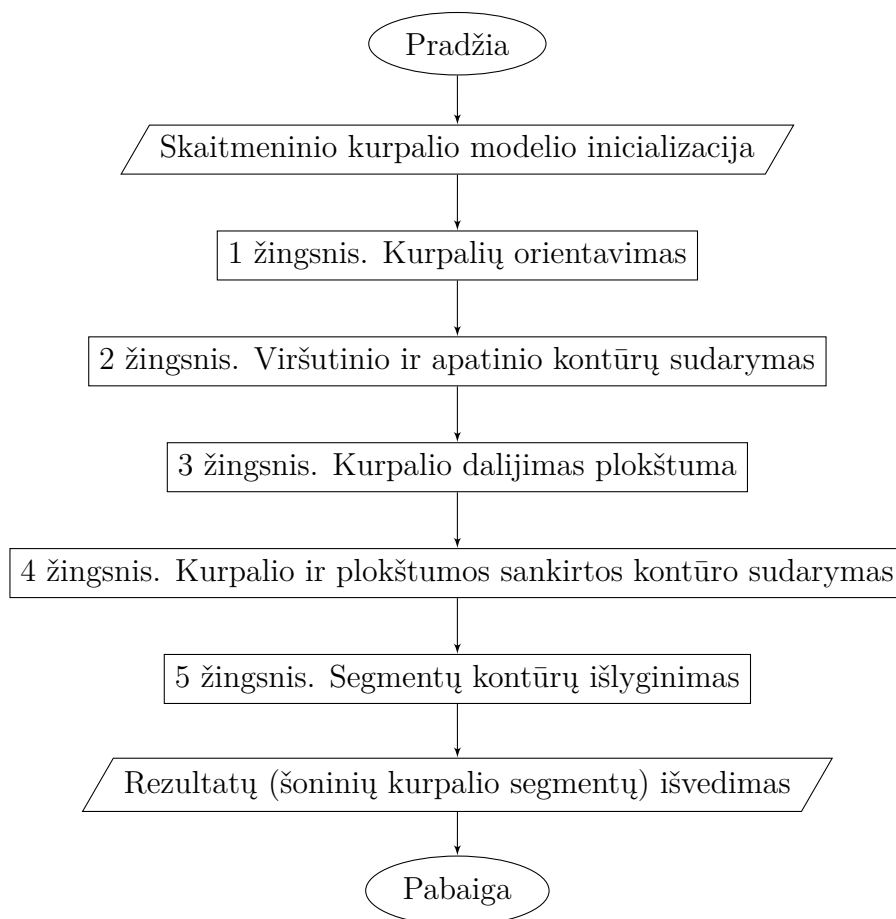 Pradžia
Skaitmeninio kurpalio modelio inicializacija
1 žingsnis. Kurpalių orientavimas
2 žingsnis. Viršutinio ir apatinio kontūrų sudarymas
3 žingsnis. Kurpalio dalijimas plokštuma
4 žingsnis. Kurpalio ir plokštumos sankirtos kontūro sudarymas
5 žingsnis. Segmentų kontūrų išlyginimas
Rezultatų (šoninių kurpalio segmentų) išvedimas
Pabaiga